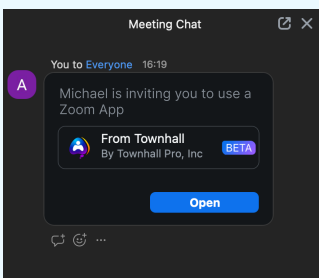 Meeting Chat
You to Everyone 16:19
A
Michael is inviting you to use a
Zoom App
From Townhall
By Townhall Pro, Inc
BETA
Open